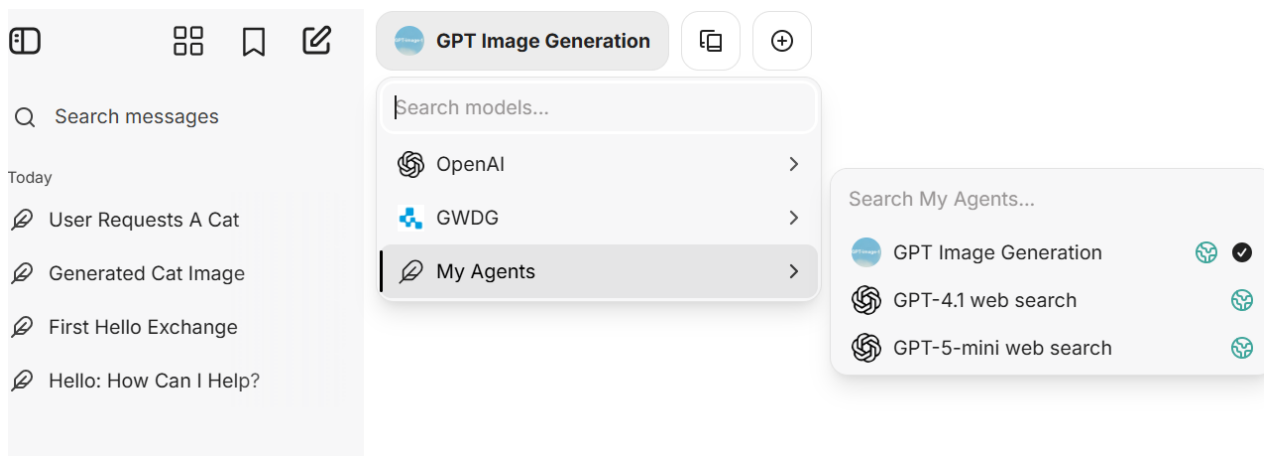 GPT Image Generation
Search messages
Today
User Requests A Cat
Generated Cat Image
First Hello Exchange
Hello: How Can I Help?
Search models...
OpenAI
GWDG
My Agents
Search My Agents...
GPT Image Generation
GPT-4.1 web search
GPT-5-mini web search